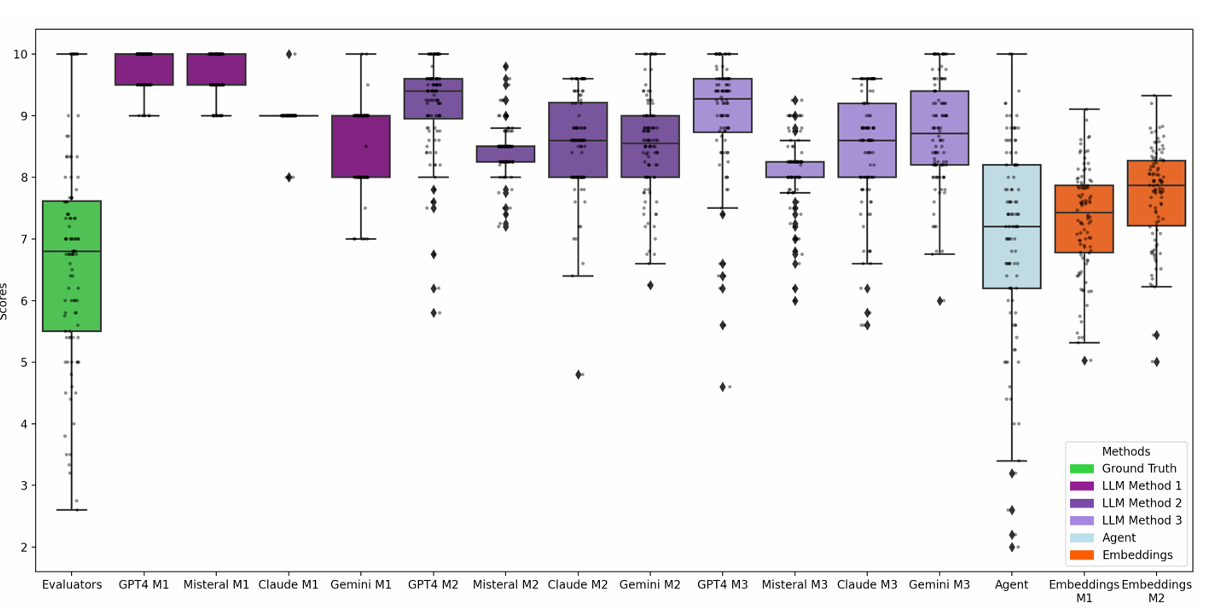 10
9
8
7
6
5
4
3
2
Scores
Evaluators
GPT4 M1
Misteral M1
Claude M1
Gemini M1
GPT4 M2
Misteral M2
Claude M2
Gemini M2
GPT4 M3
Misteral M3
Claude M3
Gemini M3
Agent
Embeddings
M1
Embeddings
M2
Methods
Ground Truth
LLM Method 1
LLM Method 2
LLM Method 3
Agent
Embeddings